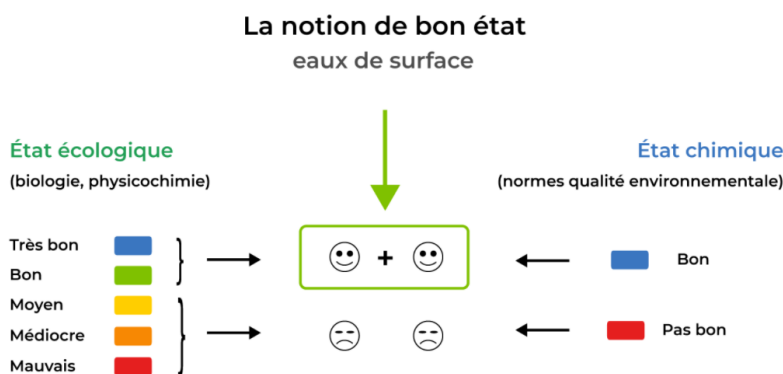 La notion de bon état
eaux de surface
État écologique
(biologie, physicochimie)
État chimique
(normes qualité environnementale)
Très bon
Bon
Moyen
Médiocre
Mauvais
+
Bon
Pas bon